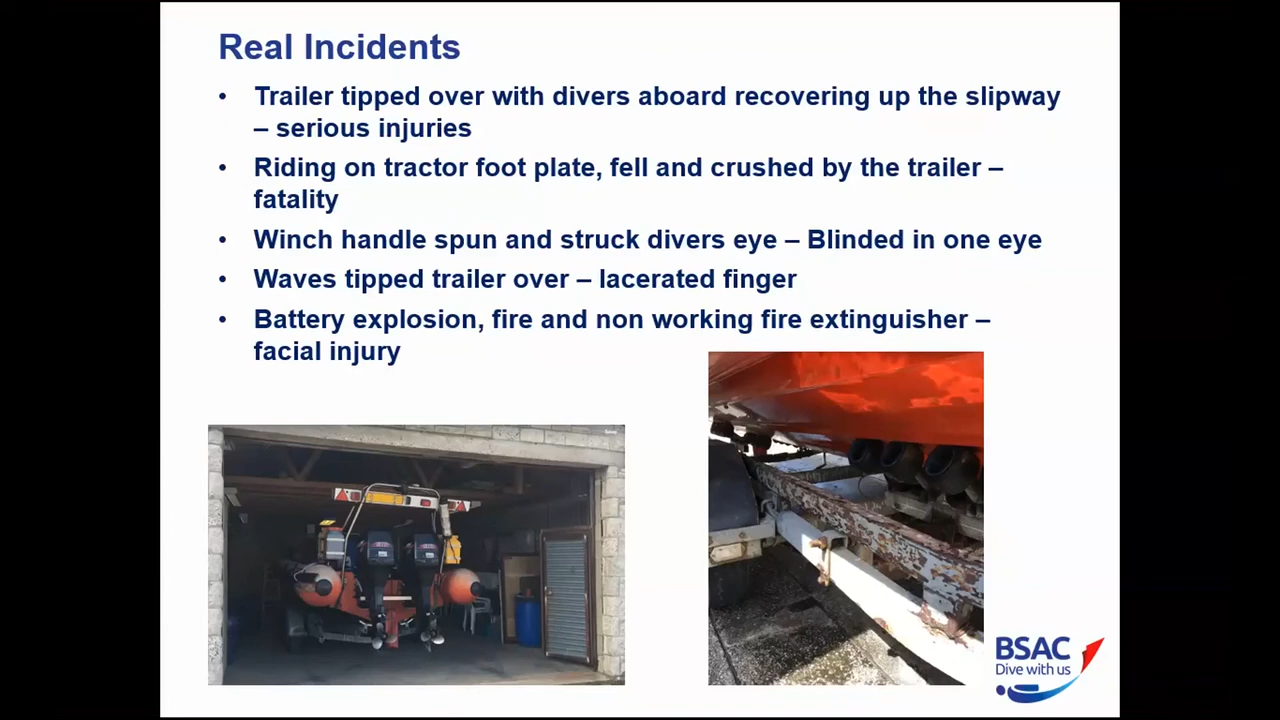 Real Incidents
• Trailer tipped over with divers aboard recovering up the slipway
– serious injuries
• Riding on tractor foot plate, fell and crushed by the trailer –
fatality
• Winch handle spun and struck divers eye – Blinded in one eye
• Waves tipped trailer over – lacerated finger
• Battery explosion, fire and non working fire extinguisher –
facial injury
BSAC
Dive with us